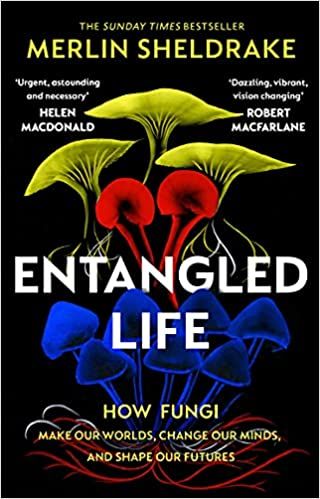 THE SUNDAY TIMES BESTSELLER
MERLIN SHELDRAKE
'Urgent, astounding
and necessary'
HELEN
MACDONALD
'Dazzling, vibrant,
vision changing'
ROBERT
MACFARLANE
ENTANGLED
LIFE
HOW FUNGI
MAKE OUR WORLDS, CHANGE OUR MINDS,
AND SHAPE OUR FUTURES